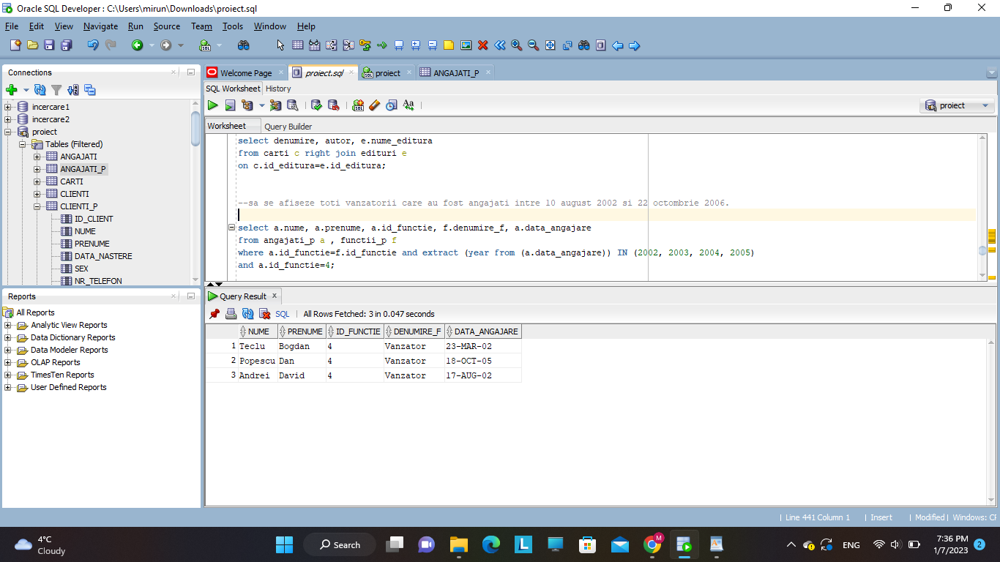 Oracle SQL Developer : C:\Users\mirun\Downloads\proiect.sql
File Edit View Navigate Run Source Team Tools Window Help
Connections
incercare1
incercare2
proiect
Tables (Filtered)
ANGAJATI
ANGAJATI_P
CARTI
CLIENTI
CLIENTI_P
ID_CLIENT
NUME
PRENUME
DATA_NASTERE
SEX
NR_TELEFON
Reports
All Reports
Analytic View Reports
Data Dictionary Reports
Data Modeler Reports
OLAP Reports
TimesTen Reports
User Defined Reports
Welcome Page proiect.sql proiect ANGAJATI_P
SQL Worksheet History
proiect
Worksheet Query Builder
select denumire, autor, e.nume_editura
from carti c right join edituri e
on c.id_editura=e.id_editura;
--sa se afiseze toti vanzatorii care au fost angajati intre 10 august 2002 si 22 octombrie 2006.
select a.nume, a.prenume, a.id_functie, f.denumire_f, a.data_angajare
from angajati_p a , functii_p f
where a.id_functie=f.id_functie and extract (year from (a.data_angajare)) IN (2002, 2003, 2004, 2005)
and a.id_functie=4;
Query Result
SQL | All Rows Fetched: 3 in 0.047 seconds
NUME PRENUME ID_FUNCTIE DENUMIRE_F DATA_ANGAJARE
1 Teclu Bogdan 4 Vanzator 23-MAR-02
2 Popescu Dan 4 Vanzator 18-OCT-05
3 Andrei David 4 Vanzator 17-AUG-02
| Line 441 Column 1 | Insert | Modified | Windows: CF
4°C
Cloudy
Search
M
L
ENG
7:36 PM
1/7/2023
2